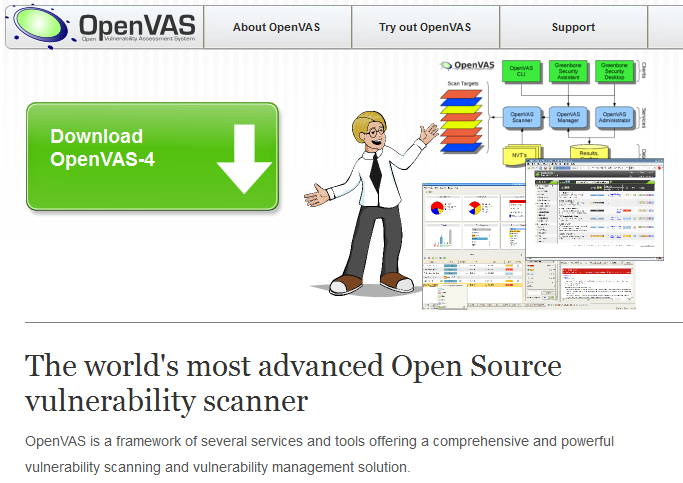 OpenVAS
Open Vulnerability Assessment System
About OpenVAS
Try out OpenVAS
Support
Download
OpenVAS-4
OpenVAS
Scan Targets
OpenVAS
CLI
Greenbone
Security
Assistant
Greenbone
Security
Desktop
Clients
OpenVAS
Scanner
OpenVAS
Manager
OpenVAS
Administrator
Services
NVT's
Results,
The world's most advanced Open Source
vulnerability scanner
OpenVAS is a framework of several services and tools offering a comprehensive and powerful
vulnerability scanning and vulnerability management solution.